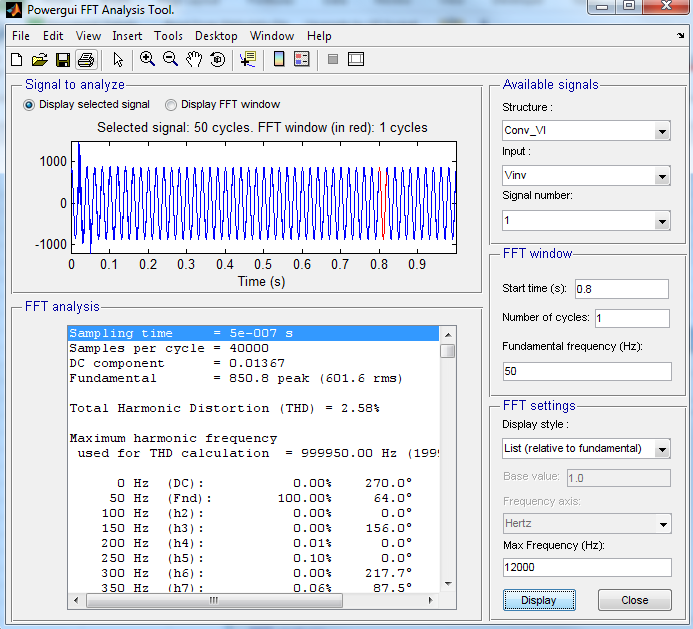 Powergui FFT Analysis Tool.
File Edit View Insert Tools Desktop Window Help
Signal to analyze
Display selected signal Display FFT window
Selected signal: 50 cycles. FFT window (in red): 1 cycles
1000
0
-1000
0 0.1 0.2 0.3 0.4 0.5 0.6 0.7 0.8 0.9
Time (s)
FFT analysis
Sampling time = 5e-007 s
Samples per cycle = 40000
DC component = 0.01367
Fundamental = 850.8 peak (601.6 rms)
Total Harmonic Distortion (THD) = 2.58%
Maximum harmonic frequency
used for THD calculation = 999950.00 Hz (199
0 Hz (DC): 0.00% 270.0°
50 Hz (Fnd): 100.00% 64.0°
100 Hz (h2): 0.00% 0.0°
150 Hz (h3): 0.00% 156.0°
200 Hz (h4): 0.01% 0.0°
250 Hz (h5): 0.10% 0.0°
300 Hz (h6): 0.00% 217.7°
350 Hz (h7): 0.06% 87.5°
Available signals
Structure :
Conv_VI
Input :
Vinv
Signal number:
1
FFT window
Start time (s): 0.8
Number of cycles: 1
Fundamental frequency (Hz):
50
FFT settings
Display style :
List (relative to fundamental)
Base value: 1.0
Frequency axis:
Hertz
Max Frequency (Hz):
12000
Display Close